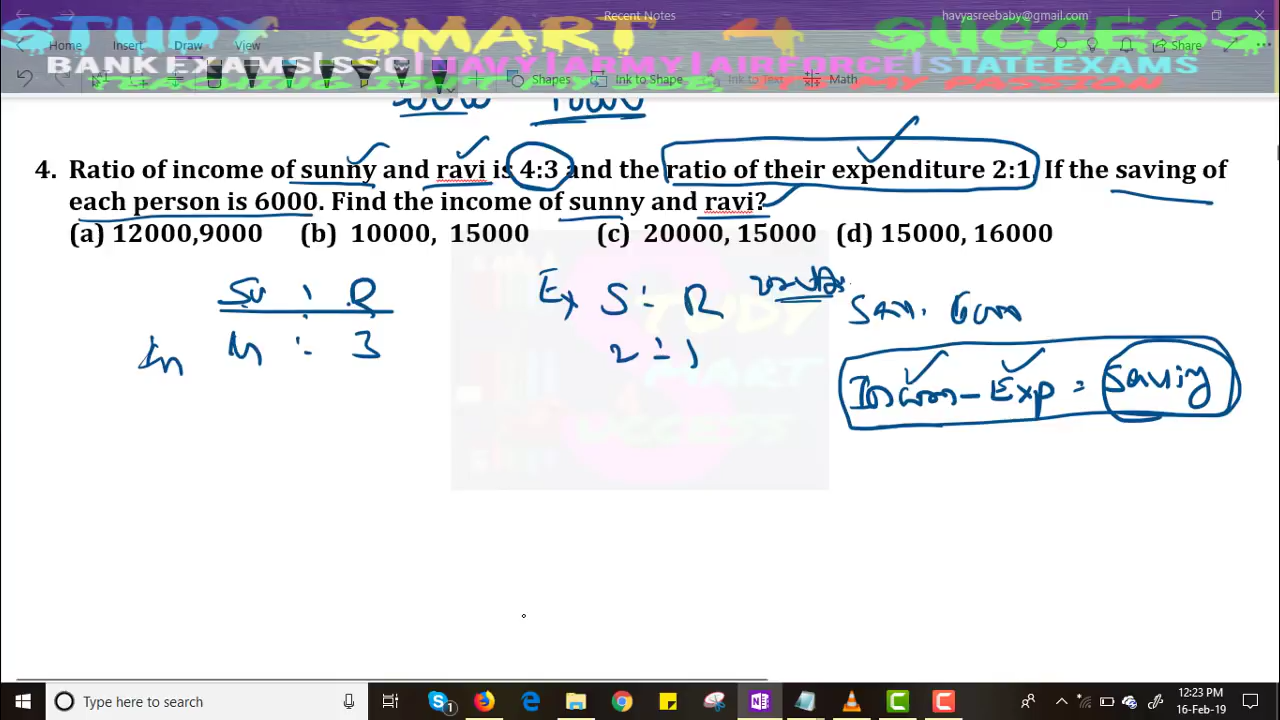 Recent Notes
havyasreebaby@gmail.com
STUDY SMART 4 SUCCESS
Home Insert Draw View
Share
BANK EXAMS|SSC|NAVY|ARMY|AIRFORCE|STATE EXAMS
Shapes Ink to Shape Ink to Text Math
4. Ratio of income of sunny and ravi is 4:3 and the ratio of their expenditure 2:1. If the saving of
each person is 6000. Find the income of sunny and ravi?
(a) 12000,9000 (b) 10000, 15000 (c) 20000, 15000 (d) 15000, 16000
Su : R
In 4 : 3
Ex S : R
2 : 1
Sav. 6000
Incom - Exp = Saving
Type here to search
12:23 PM
16-Feb-19